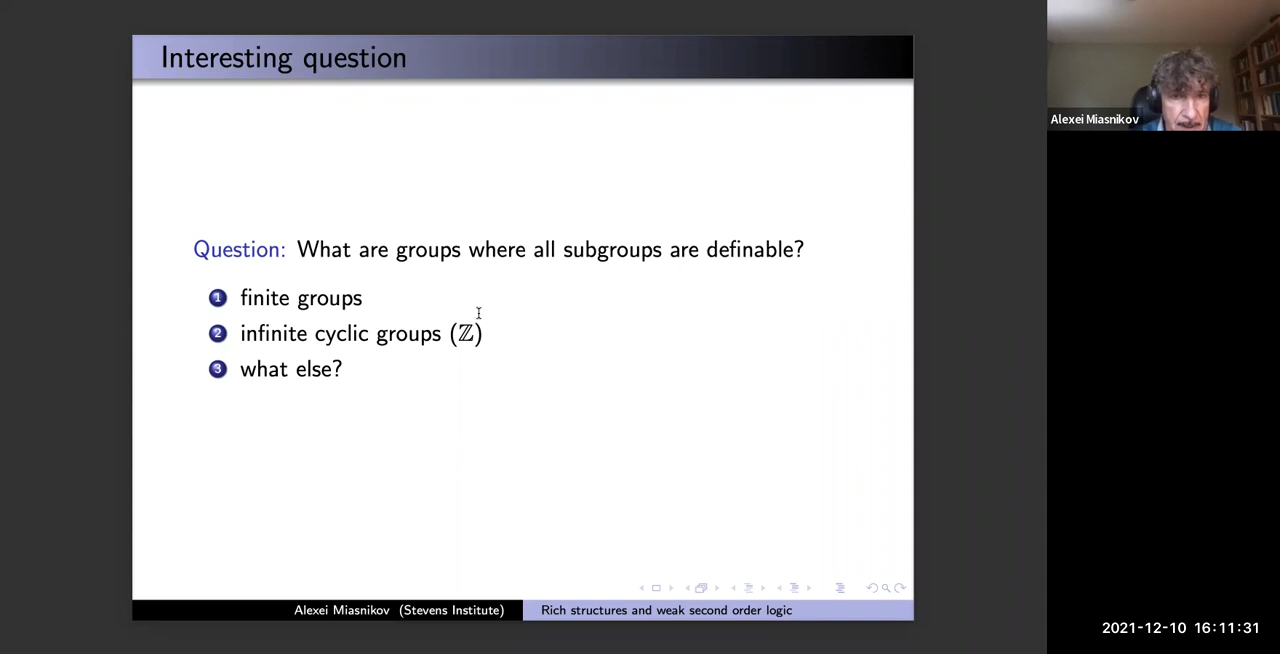 Interesting question
Question: What are groups where all subgroups are definable?
1 finite groups
2 infinite cyclic groups (ℤ)
3 what else?
Alexei Miasnikov (Stevens Institute)
Rich structures and weak second order logic
Alexei Miasnikov
2021-12-10 16:11:31